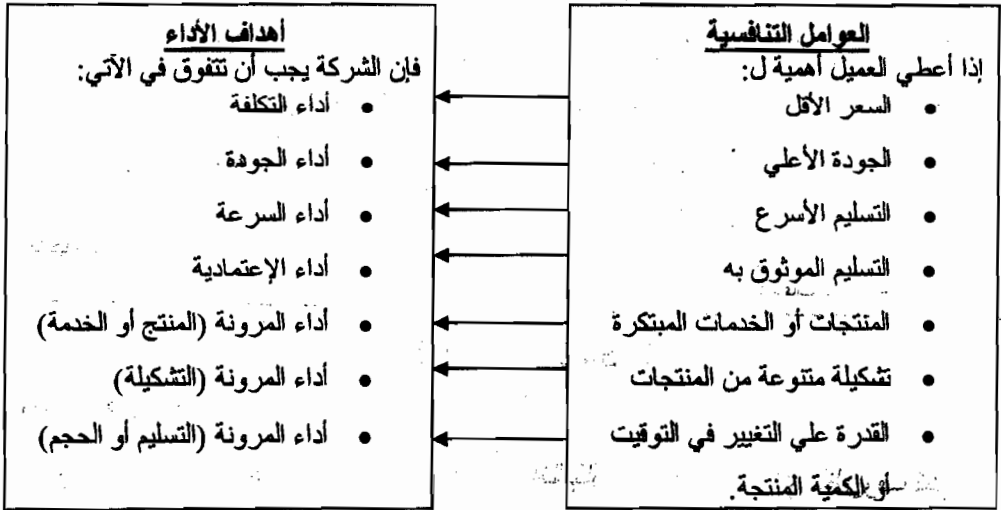 العوامل التنافسية
إذا أعطي العميل أهمية ل:
• السعر الأقل
• الجودة الأعلي
• التسليم الأسرع
• التسليم الموثوق به
• المنتجات أو الخدمات المبتكرة
• تشكيلة متنوعة من المنتجات
• القدرة علي التغيير في التوقيت
أو الكمية المنتجة.
أهداف الأداء
فإن الشركة يجب أن تتفوق في الآتي:
• أداء التكلفة
• أداء الجودة
• أداء السرعة
• أداء الإعتمادية
• أداء المرونة (المنتج أو الخدمة)
• أداء المرونة (التشكيلة)
• أداء المرونة (التسليم أو الحجم)